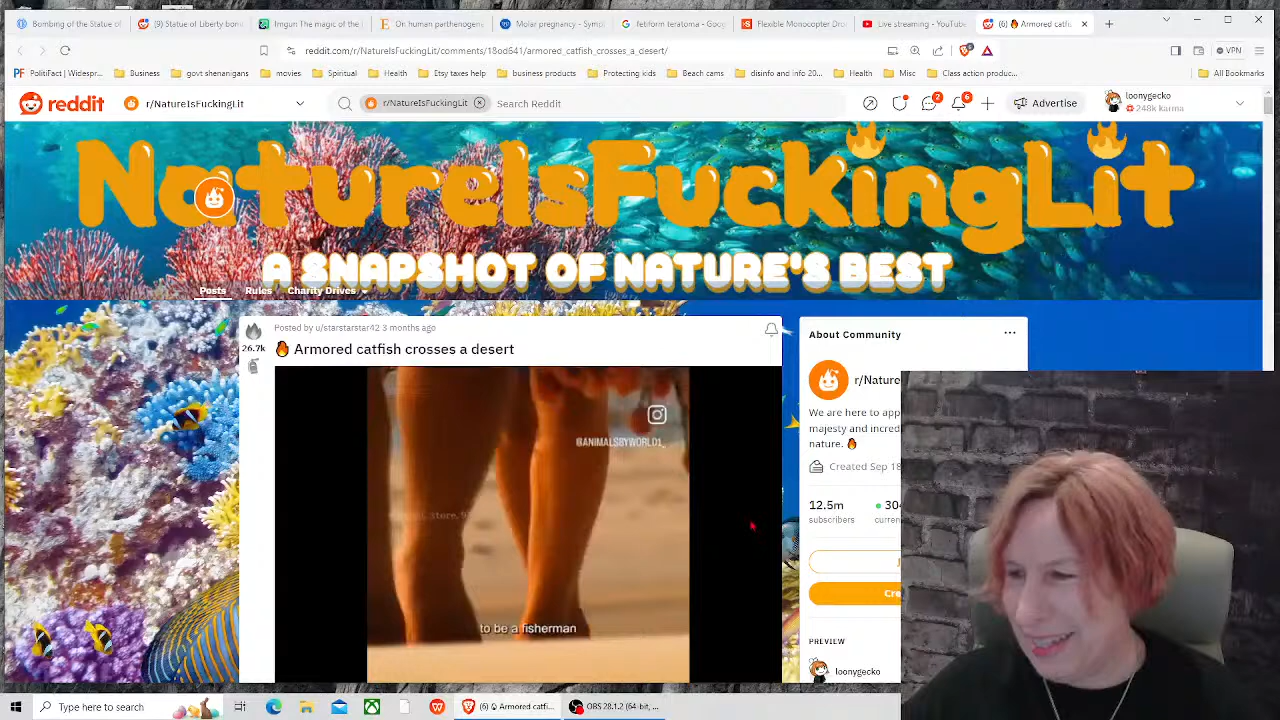 Bombing of the Statue of
(9) Statue of Liberty bom
Imgur: The magic of the
On human parthenogen
Molar pregnancy - Sympt
fetiform teratoma - Goog
Flexible Monocopter Dro
Live streaming - YouTube
(6) 🔥 Armored catfi
reddit.com/r/NatureIsFuckingLit/comments/18od641/armored_catfish_crosses_a_desert/
VPN
PolitiFact | Widespr...
Business
govt shenanigans
movies
Spiritual
Health
Etsy taxes help
business products
Protecting kids
Beach cams
disinfo and info 20...
Health
Misc
Class action produc...
All Bookmarks
reddit
r/NatureIsFuckingLit
r/NatureIsFuckingLit
Search Reddit
7
6
Advertise
loonygecko
248k karma
NatureIsFuckingLit
A SNAPSHOT OF NATURE'S BEST
Posts
Rules
Charity Drives
Posted by u/starstarstar42 3 months ago
26.7k
🔥 Armored catfish crosses a desert
@ANIMALSBYWORLD1_
to be a fisherman
About Community
r/Nature
We are here to app
majesty and incred
nature. 🔥
Created Sep 18
12.5m
304
subscribers
curren
Cre
PREVIEW
loonygecko
Type here to search
(6) 🔥 Armored catfi...
OBS 28.1.2 (64-bit, ...